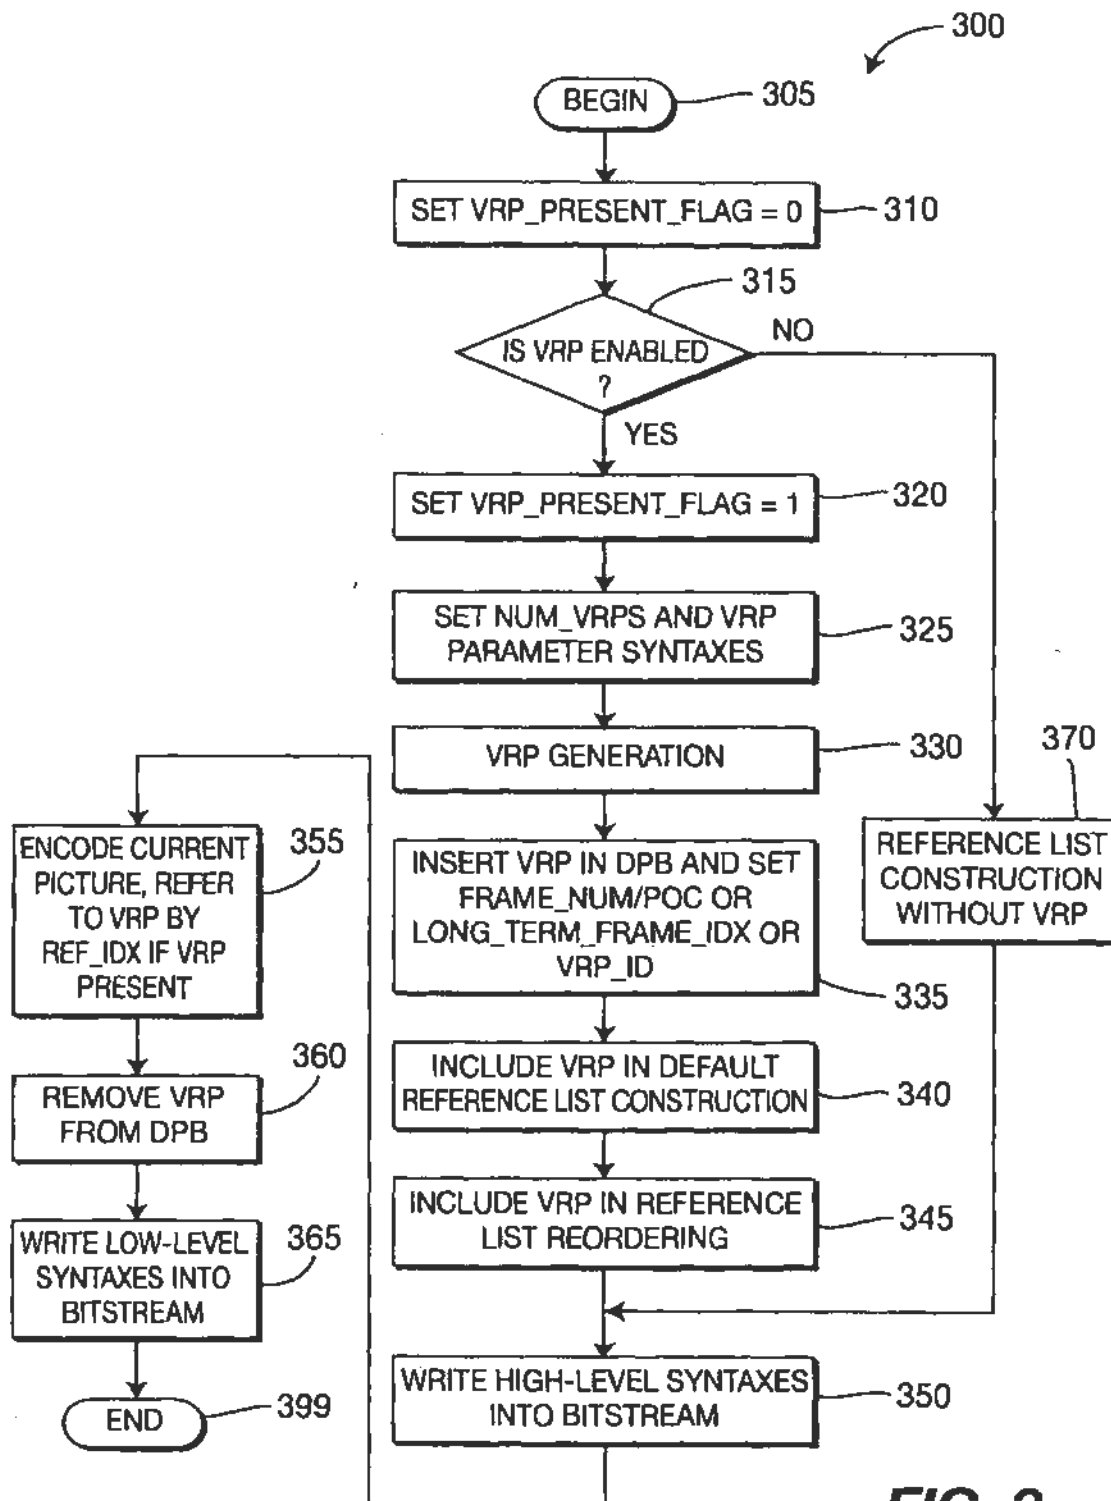 300
BEGIN
305
SET VRP_PRESENT_FLAG = 0
310
315
IS VRP ENABLED
?
NO
YES
SET VRP_PRESENT_FLAG = 1
320
SET NUM_VRPS AND VRP
PARAMETER SYNTAXES
325
VRP GENERATION
330
INSERT VRP IN DPB AND SET
FRAME_NUM/POC OR
LONG_TERM_FRAME_IDX OR
VRP_ID
335
INCLUDE VRP IN DEFAULT
REFERENCE LIST CONSTRUCTION
340
INCLUDE VRP IN REFERENCE
LIST REORDERING
345
370
REFERENCE LIST
CONSTRUCTION
WITHOUT VRP
WRITE HIGH-LEVEL SYNTAXES
INTO BITSTREAM
350
ENCODE CURRENT
PICTURE, REFER
TO VRP BY
REF_IDX IF VRP
PRESENT
355
REMOVE VRP
FROM DPB
360
WRITE LOW-LEVEL
SYNTAXES INTO
BITSTREAM
365
END
399